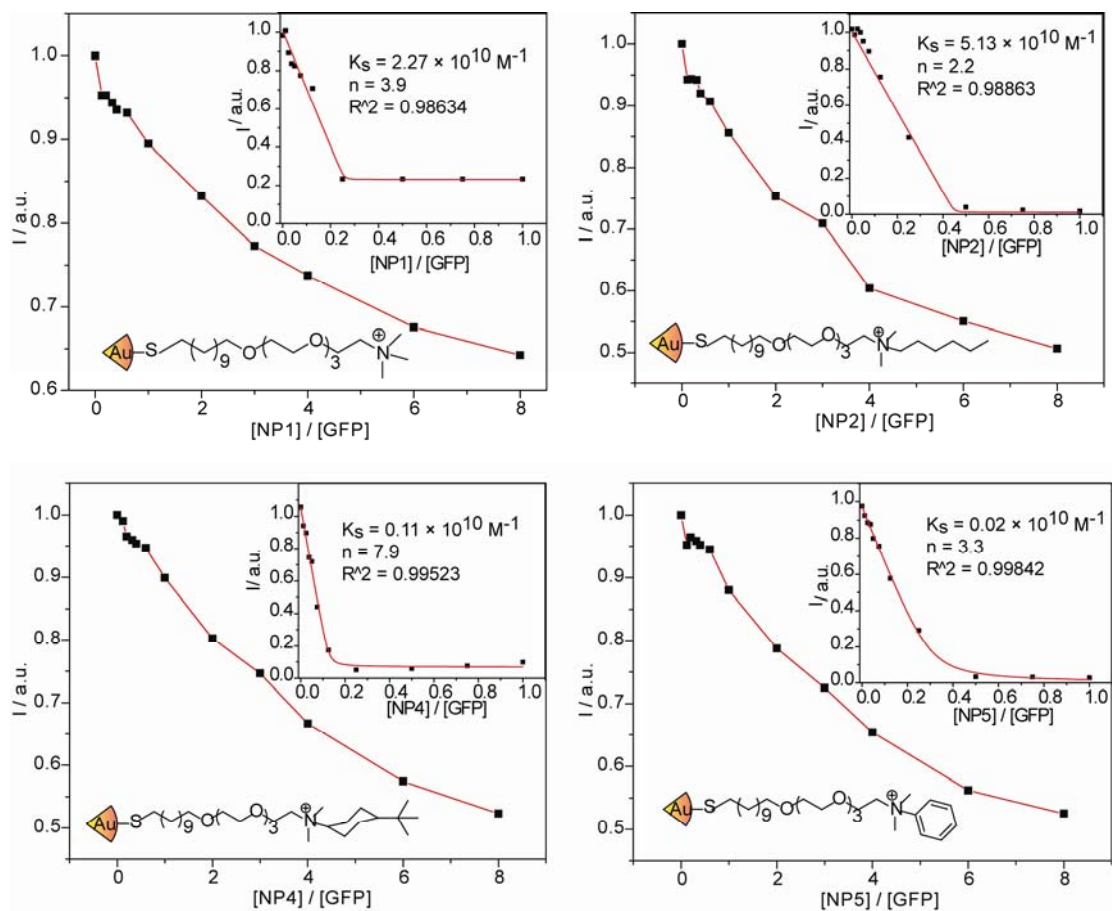 I / a.u.
1.0
0.9
0.8
0.7
0.6
0 2 4 6 8
[NP1] / [GFP]
I / a.u.
1.0
0.8
0.6
0.4
0.2
0.0
0.0 0.2 0.4 0.6 0.8 1.0
[NP1] / [GFP]
Ks = 2.27 × 10^10 M^-1
n = 3.9
R^2 = 0.98634
Au S 9 O O 3 N ⊕
I / a.u.
1.0
0.9
0.8
0.7
0.6
0.5
0 2 4 6 8
[NP2] / [GFP]
I / a.u.
1.0
0.8
0.6
0.4
0.2
0.0
0.0 0.2 0.4 0.6 0.8 1.0
[NP2] / [GFP]
Ks = 5.13 × 10^10 M^-1
n = 2.2
R^2 = 0.98863
Au S 9 O O 3 N ⊕
I / a.u.
1.0
0.9
0.8
0.7
0.6
0.5
0 2 4 6 8
[NP4] / [GFP]
I / a.u.
1.0
0.8
0.6
0.4
0.2
0.0
0.0 0.2 0.4 0.6 0.8 1.0
[NP4] / [GFP]
Ks = 0.11 × 10^10 M^-1
n = 7.9
R^2 = 0.99523
Au S 9 O O 3 N ⊕
I / a.u.
1.0
0.9
0.8
0.7
0.6
0.5
0 2 4 6 8
[NP5] / [GFP]
I / a.u.
1.0
0.8
0.6
0.4
0.2
0.0
0.0 0.2 0.4 0.6 0.8 1.0
[NP5] / [GFP]
Ks = 0.02 × 10^10 M^-1
n = 3.3
R^2 = 0.99842
Au S 9 O O 3 N ⊕